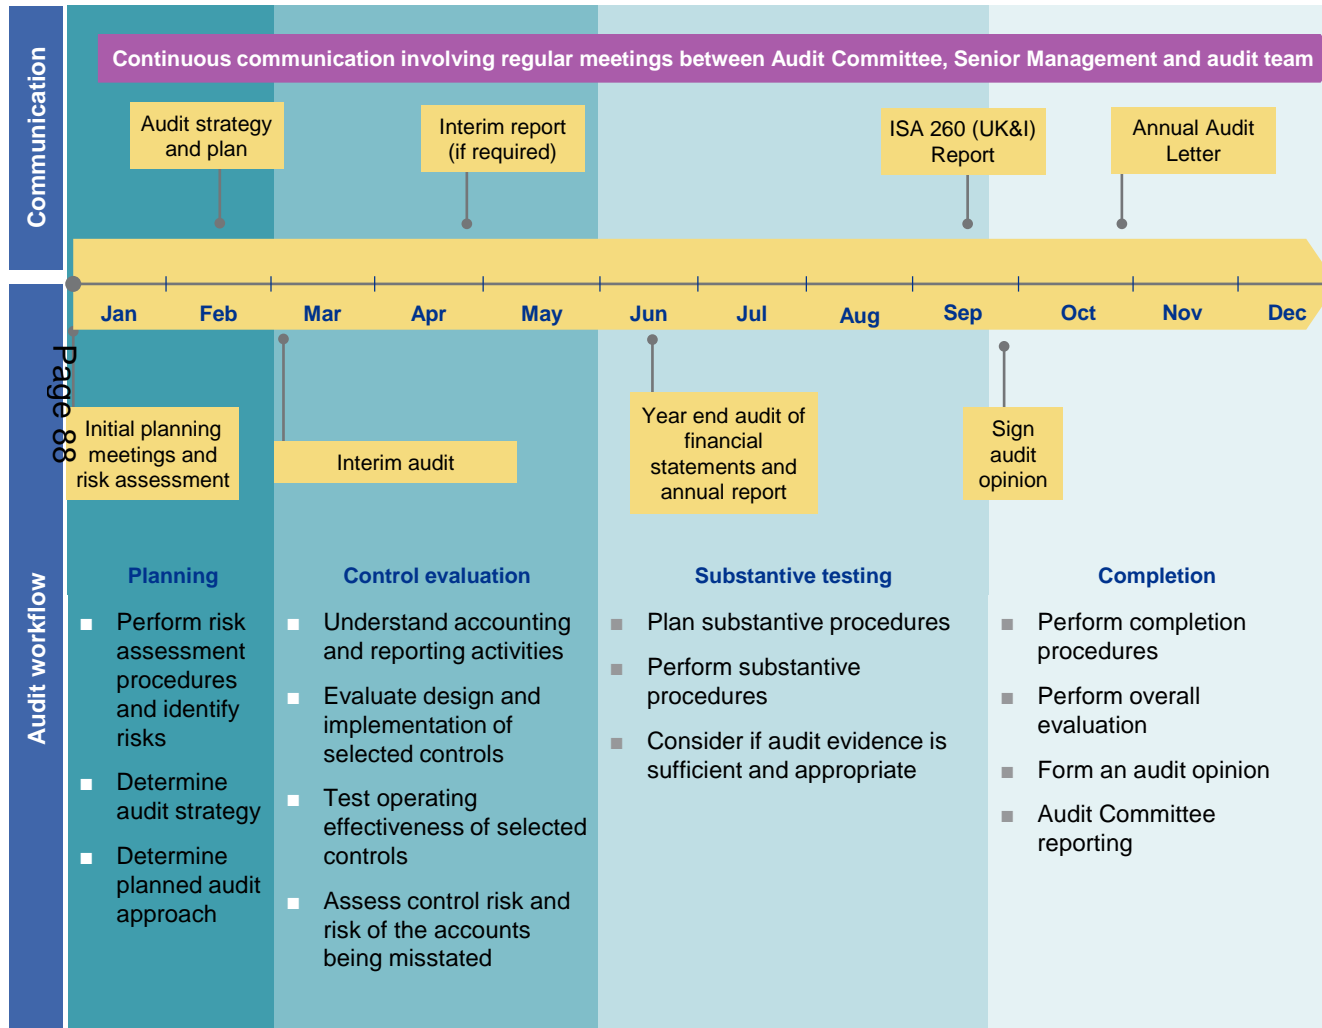 Communication
Continuous communication involving regular meetings between Audit Committee, Senior Management and audit team
Audit strategy
and plan
Interim report
(if required)
ISA 260 (UK&I)
Report
Annual Audit
Letter
Jan
Feb
Mar
Apr
May
Jun
Jul
Aug
Sep
Oct
Nov
Dec
Page 88
Initial planning
meetings and
risk assessment
Interim audit
Year end audit of
financial
statements and
annual report
Sign
audit
opinion
Audit workflow
Planning
■ Perform risk
assessment
procedures
and identify
risks
■ Determine
audit strategy
■ Determine
planned audit
approach
Control evaluation
■ Understand accounting
and reporting activities
■ Evaluate design and
implementation of
selected controls
■ Test operating
effectiveness of selected
controls
■ Assess control risk and
risk of the accounts
being misstated
Substantive testing
■ Plan substantive procedures
■ Perform substantive
procedures
■ Consider if audit evidence is
sufficient and appropriate
Completion
■ Perform completion
procedures
■ Perform overall
evaluation
■ Form an audit opinion
■ Audit Committee
reporting